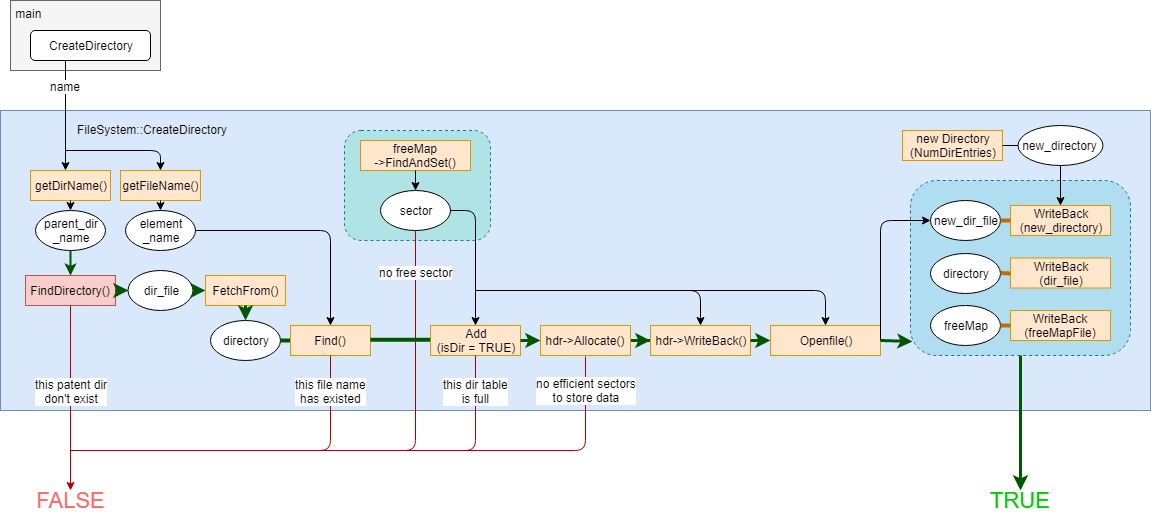 main
CreateDirectory
name
FileSystem::CreateDirectory
getDirName()
getFileName()
parent_dir
_name
element
_name
FindDirectory()
dir_file
FetchFrom()
directory
Find()
freeMap
->FindAndSet()
sector
no free sector
Add
(isDir = TRUE)
hdr->Allocate()
hdr->WriteBack()
Openfile()
new Directory
(NumDirEntries)
new_directory
new_dir_file
WriteBack
(new_directory)
directory
WriteBack
(dir_file)
freeMap
WriteBack
(freeMapFile)
this patent dir
don't exist
this file name
has existed
this dir table
is full
no efficient sectors
to store data
FALSE
TRUE